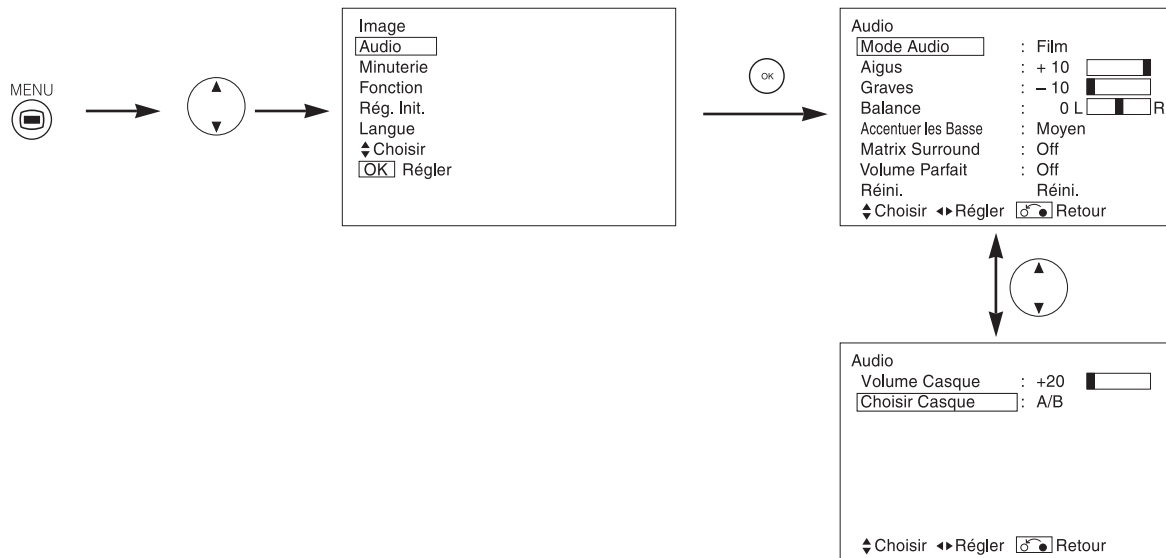 MENU
Image
Audio
Minuterie
Fonction
Rég. Init.
Langue
Choisir
OK Régler
OK
Audio
Mode Audio : Film
Aigus : + 10
Graves : – 10
Balance : 0 L R
Accentuer les Basse : Moyen
Matrix Surround : Off
Volume Parfait : Off
Réini. Réini.
Choisir Régler Retour
Audio
Volume Casque : +20
Choisir Casque : A/B
Choisir Régler Retour